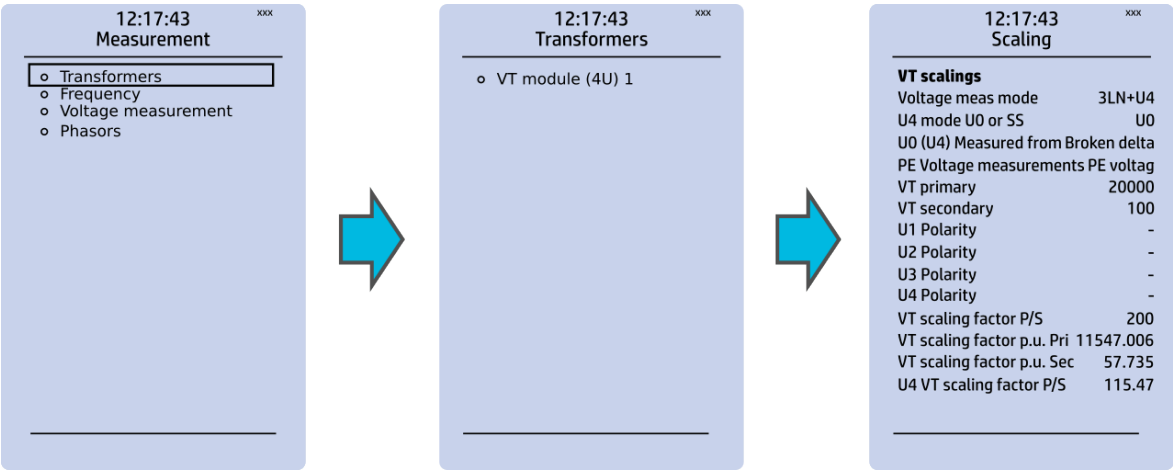 12:17:43 xxx
Measurement
Transformers
Frequency
Voltage measurement
Phasors
12:17:43 xxx
Transformers
VT module (4U) 1
12:17:43 xxx
Scaling
VT scalings
Voltage meas mode 3LN+U4
U4 mode U0 or SS U0
U0 (U4) Measured from Broken delta
PE Voltage measurements PE voltag
VT primary 20000
VT secondary 100
U1 Polarity -
U2 Polarity -
U3 Polarity -
U4 Polarity -
VT scaling factor P/S 200
VT scaling factor p.u. Pri 11547.006
VT scaling factor p.u. Sec 57.735
U4 VT scaling factor P/S 115.47